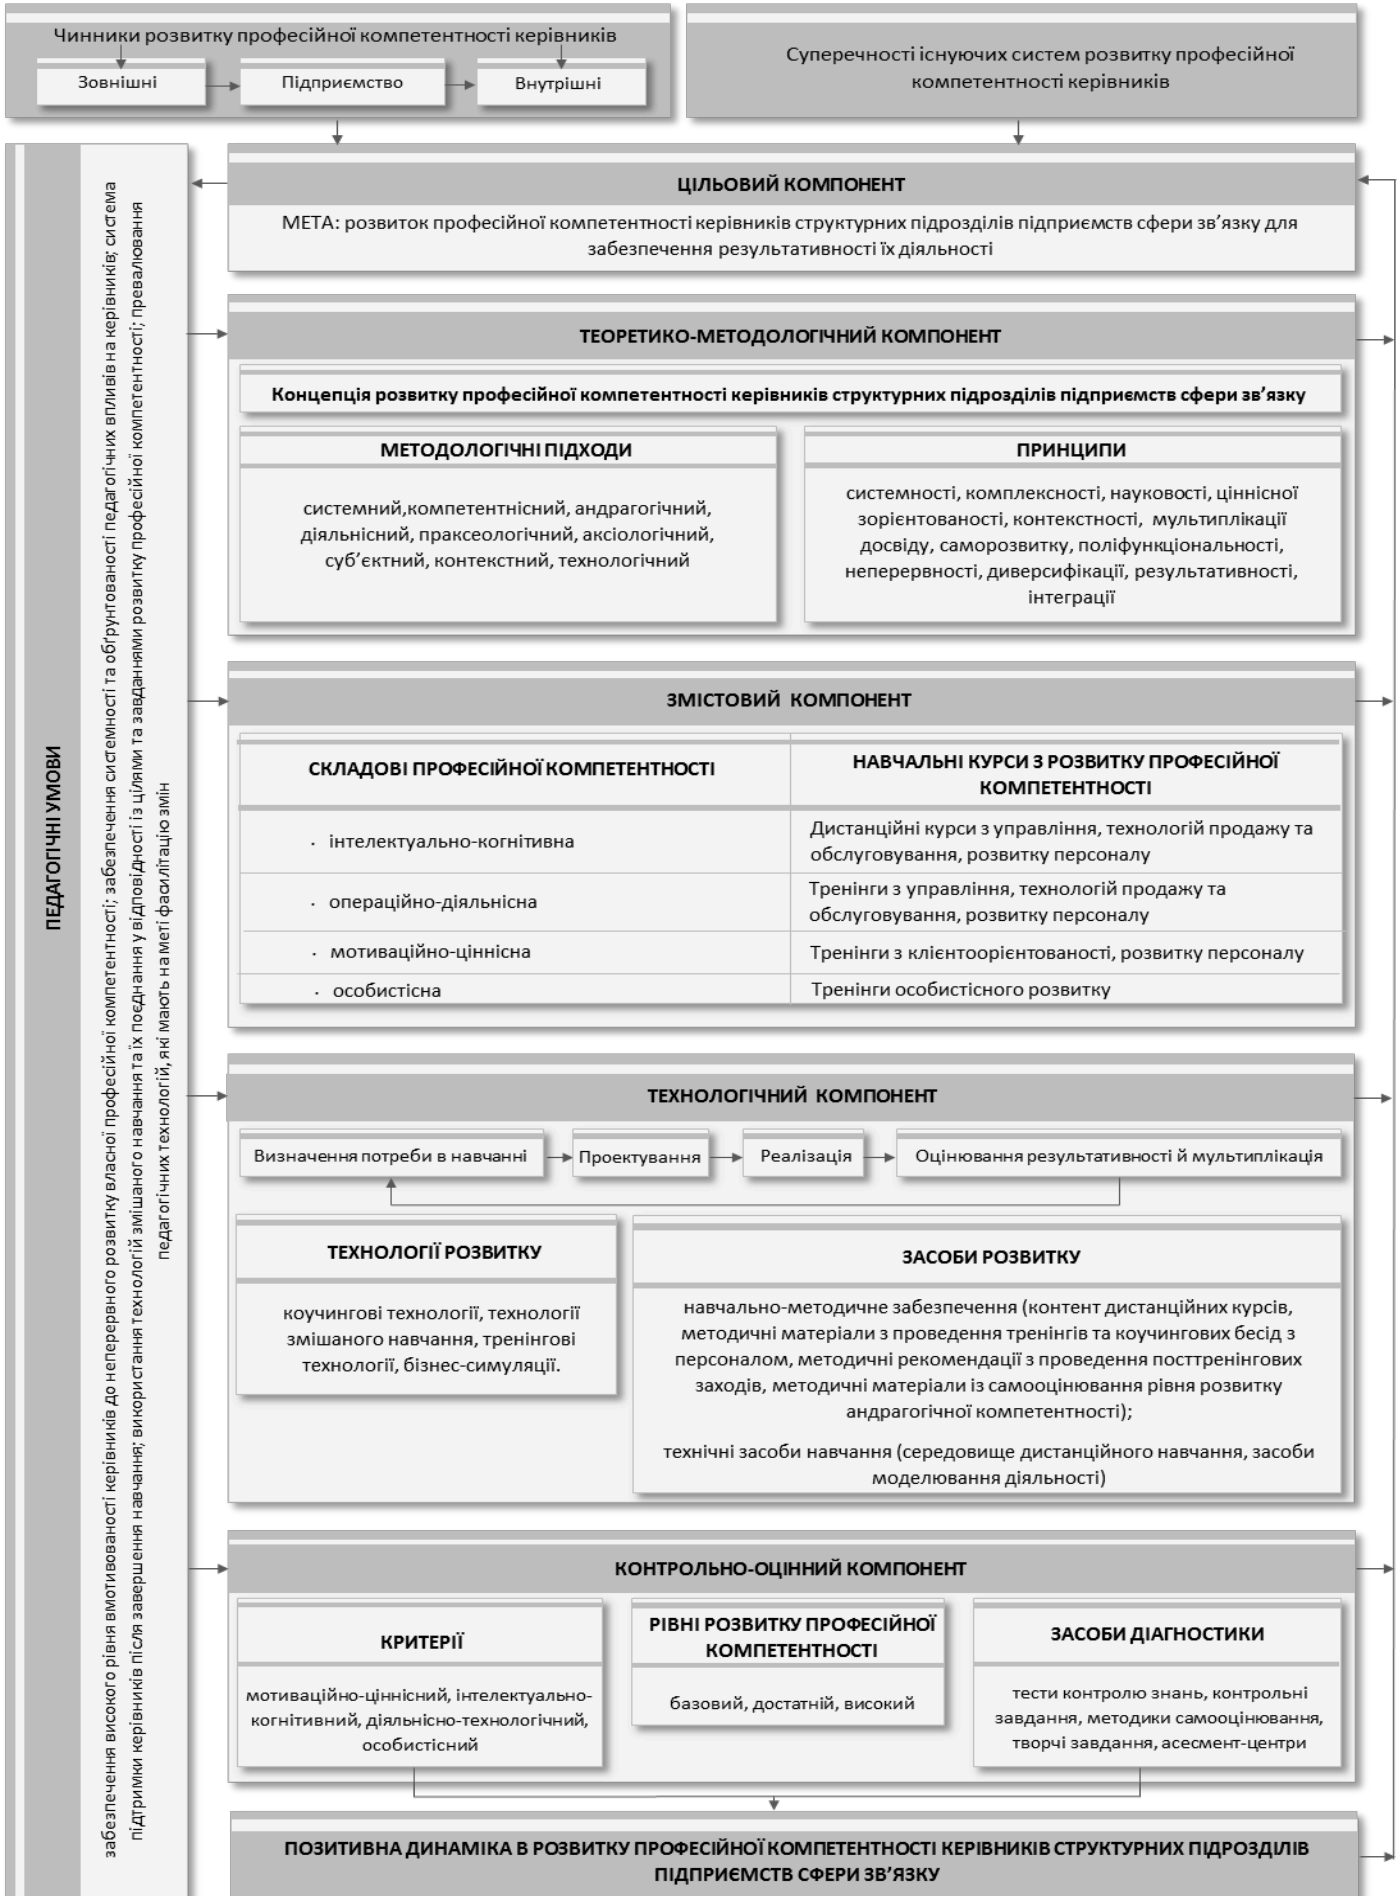 Чинники розвитку професійної компетентності керівників
Зовнішні
Підприємство
Внутрішні
Суперечності існуючих систем розвитку професійної
компетентності керівників
ПЕДАГОГІЧНІ УМОВИ
забезпечення високого рівня вмотивованості керівників до неперервного розвитку власної професійної компетентності; забезпечення системності та обґрунтованості педагогічних впливів на керівників; система
підтримки керівників після завершення навчання; використання технологій змішаного навчання та їх поєднання у відповідності із цілями та завданнями розвитку професійної компетентності; превалювання
педагогічних технологій, які мають на меті фасилітацію змін
ЦІЛЬОВИЙ КОМПОНЕНТ
МЕТА: розвиток професійної компетентності керівників структурних підрозділів підприємств сфери зв’язку для
забезпечення результативності їх діяльності
ТЕОРЕТИКО-МЕТОДОЛОГІЧНИЙ КОМПОНЕНТ
Концепція розвитку професійної компетентності керівників структурних підрозділів підприємств сфери зв’язку
МЕТОДОЛОГІЧНІ ПІДХОДИ
системний,компетентнісний, андрагогічний,
діяльнісний, праксеологічний, аксіологічний,
суб’єктний, контекстний, технологічний
ПРИНЦИПИ
системності, комплексності, науковості, ціннісної
зорієнтованості, контекстності, мультиплікації
досвіду, саморозвитку, поліфункціональності,
неперервності, диверсифікації, результативності,
інтеграції
ЗМІСТОВИЙ КОМПОНЕНТ
СКЛАДОВІ ПРОФЕСІЙНОЇ КОМПЕТЕНТНОСТІ
НАВЧАЛЬНІ КУРСИ З РОЗВИТКУ ПРОФЕСІЙНОЇ
КОМПЕТЕНТНОСТІ
· інтелектуально-когнітивна
Дистанційні курси з управління, технологій продажу та
обслуговування, розвитку персоналу
· операційно-діяльнісна
Тренінги з управління, технологій продажу та
обслуговування, розвитку персоналу
· мотиваційно-ціннісна
Тренінги з клієнтоорієнтованості, розвитку персоналу
· особистісна
Тренінги особистісного розвитку
ТЕХНОЛОГІЧНИЙ КОМПОНЕНТ
Визначення потреби в навчанні
Проектування
Реалізація
Оцінювання результативності й мультиплікація
ТЕХНОЛОГІЇ РОЗВИТКУ
коучингові технології, технології
змішаного навчання, тренінгові
технології, бізнес-симуляції.
ЗАСОБИ РОЗВИТКУ
навчально-методичне забезпечення (контент дистанційних курсів,
методичні матеріали з проведення тренінгів та коучингових бесід з
персоналом, методичні рекомендації з проведення посттренінгових
заходів, методичні матеріали із самооцінювання рівня розвитку
андрагогічної компетентності);
технічні засоби навчання (середовище дистанційного навчання, засоби
моделювання діяльності)
КОНТРОЛЬНО-ОЦІННИЙ КОМПОНЕНТ
КРИТЕРІЇ
мотиваційно-ціннісний, інтелектуально-
когнітивний, діяльнісно-технологічний,
особистісний
РІВНІ РОЗВИТКУ ПРОФЕСІЙНОЇ
КОМПЕТЕНТНОСТІ
базовий, достатній, високий
ЗАСОБИ ДІАГНОСТИКИ
тести контролю знань, контрольні
завдання, методики самооцінювання,
творчі завдання, асесмент-центри
ПОЗИТИВНА ДИНАМІКА В РОЗВИТКУ ПРОФЕСІЙНОЇ КОМПЕТЕНТНОСТІ КЕРІВНИКІВ СТРУКТУРНИХ ПІДРОЗДІЛІВ
ПІДПРИЄМСТВ СФЕРИ ЗВ’ЯЗКУ